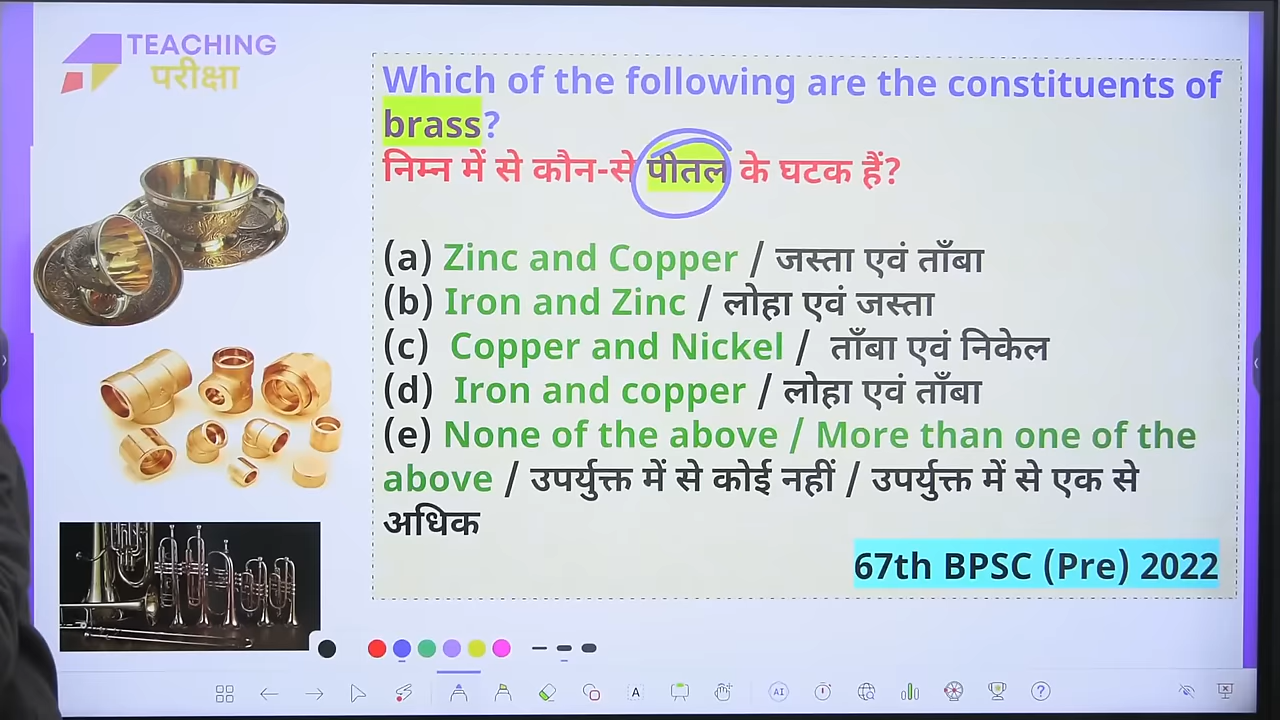 TEACHING
परीक्षा
Which of the following are the constituents of
brass?
निम्न में से कौन-से पीतल के घटक हैं?
(a) Zinc and Copper / जस्ता एवं ताँबा
(b) Iron and Zinc / लोहा एवं जस्ता
(c) Copper and Nickel / ताँबा एवं निकेल
(d) Iron and copper / लोहा एवं ताँबा
(e) None of the above / More than one of the
above / उपर्युक्त में से कोई नहीं / उपर्युक्त में से एक से
अधिक
67th BPSC (Pre) 2022
A
AI
?